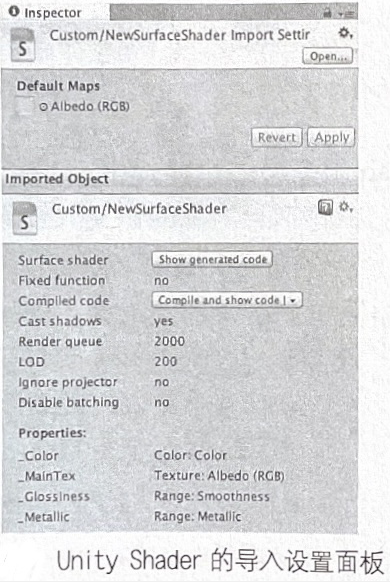 Inspector
Custom/NewSurfaceShader Import Settir
Open...
Default Maps
Albedo (RGB)
Revert Apply
Imported Object
Custom/NewSurfaceShader
Surface shader Show generated code
Fixed function no
Compiled code Compile and show code
Cast shadows yes
Render queue 2000
LOD 200
Ignore projector no
Disable batching no
Properties:
_Color Color: Color
_MainTex Texture: Albedo (RGB)
_Glossiness Range: Smoothness
_Metallic Range: Metallic
Unity Shader 的导入设置面板